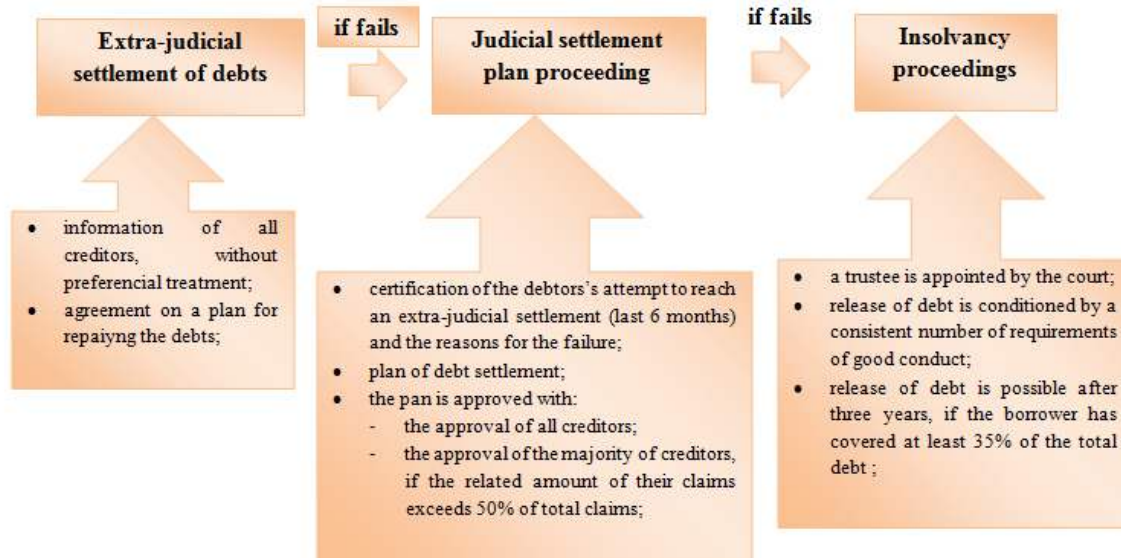 Extra-judicial
settlement of debts
if fails
Judicial settlement
plan proceeding
if fails
Insolvancy
proceedings
• information of all
creditors, without
preferencial treatment;
• agreement on a plan for
repaiyng the debts;
• certification of the debtors's attempt to reach
an extra-judicial settlement (last 6 months)
and the reasons for the failure;
• plan of debt settlement;
• the pan is approved with:
- the approval of all creditors;
- the approval of the majority of creditors,
if the related amount of their claims
exceeds 50% of total claims;
• a trustee is appointed by the court;
• release of debt is conditioned by a
consistent number of requirements
of good conduct;
• release of debt is possible after
three years, if the borrower has
covered at least 35% of the total
debt ;